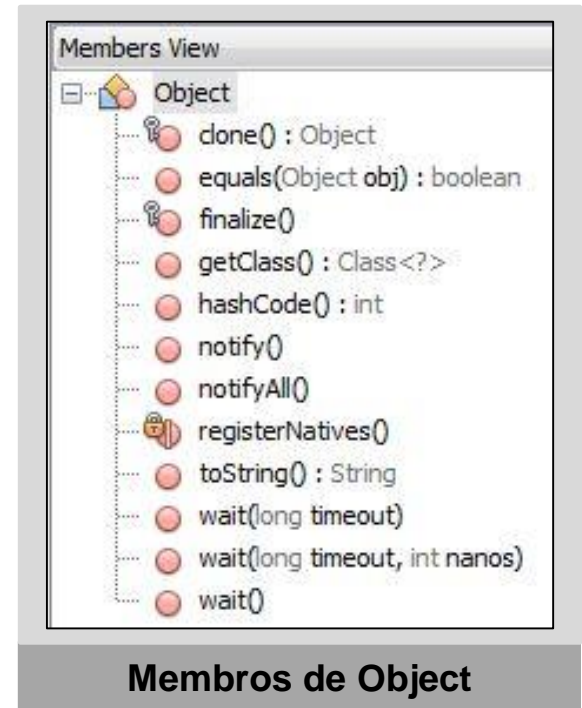 Members View
Object
clone() : Object
equals(Object obj) : boolean
finalize()
getClass() : Class<?>
hashCode() : int
notify()
notifyAll()
registerNatives()
toString() : String
wait(long timeout)
wait(long timeout, int nanos)
wait()
Membros de Object